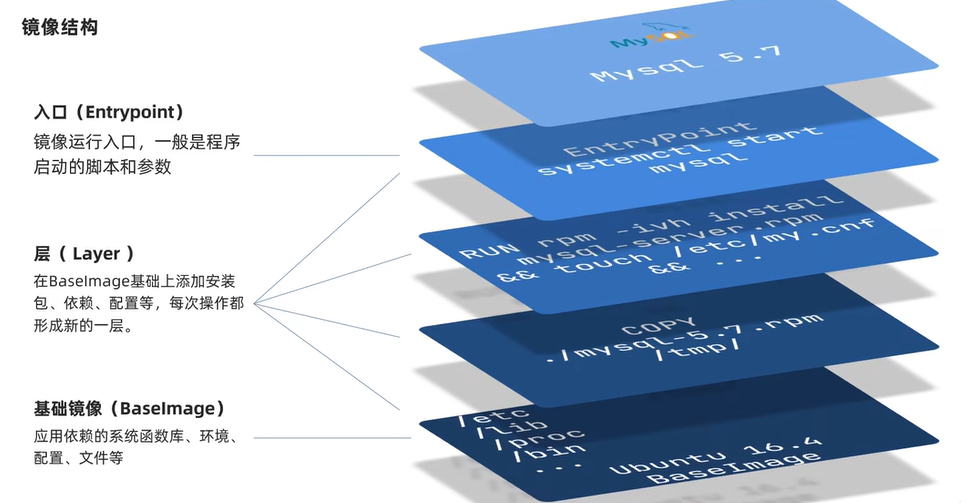 镜像结构
入口（Entrypoint）
镜像运行入口，一般是程序
启动的脚本和参数
层（ Layer ）
在BaseImage基础上添加安装
包、依赖、配置等，每次操作都
形成新的一层。
基础镜像（BaseImage）
应用依赖的系统函数库、环境、
配置、文件等
MySQL
Mysql 5.7
EntryPoint
systemctl start
mysql
RUN rpm -ivh install
mysql-server.rpm
&& touch /etc/my.cnf
&& ...
COPY
./mysql-5.7.rpm
/tmp/
/etc
/lib
/proc
/bin
...
Ubuntu 16.4
BaseImage